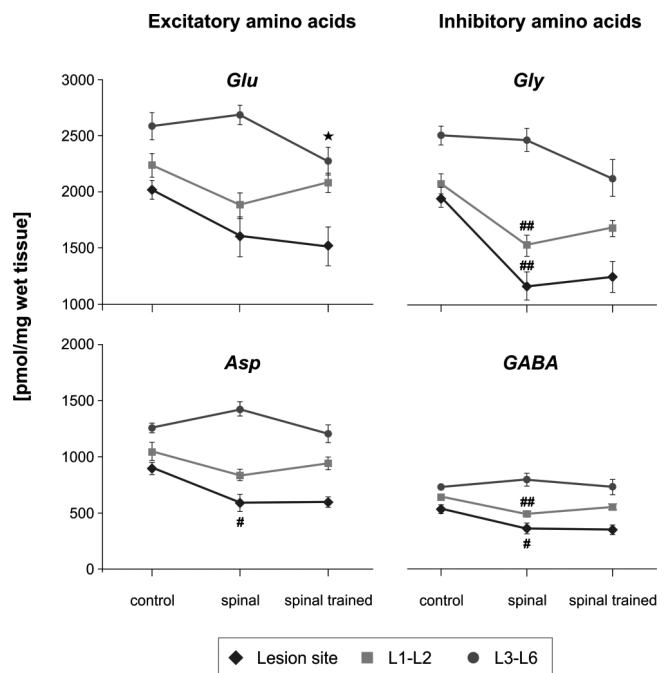 Excitatory amino acids Inhibitory amino acids
Glu Gly
[pmol/mg wet tissue]
3000
2500
2000
1500
1000
★
##
##
Asp GABA
2000
1500
1000
500
0
#
##
#
control spinal spinal trained control spinal spinal trained
Lesion site L1-L2 L3-L6